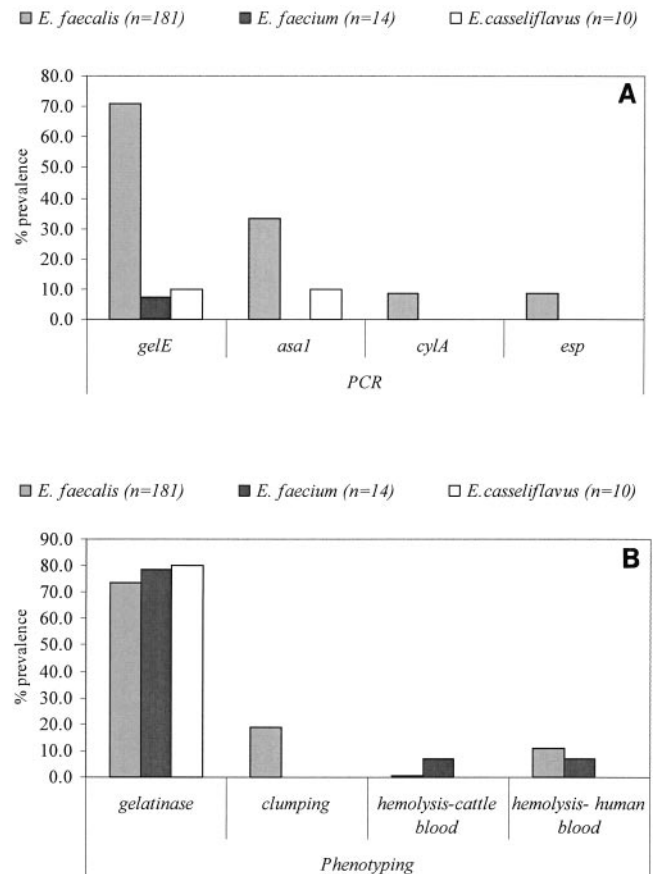 E. faecalis (n=181) E. faecium (n=14) E.casseliflavus (n=10)
A
80.0
70.0
60.0
50.0
40.0
30.0
20.0
10.0
0.0
% prevalence
gelE asa1 cylA esp
PCR
E. faecalis (n=181) E. faecium (n=14) E.casseliflavus (n=10)
B
90.0
80.0
70.0
60.0
50.0
40.0
30.0
20.0
10.0
0.0
% prevalence
gelatinase clumping hemolysis-cattle hemolysis- human
blood blood
Phenotyping